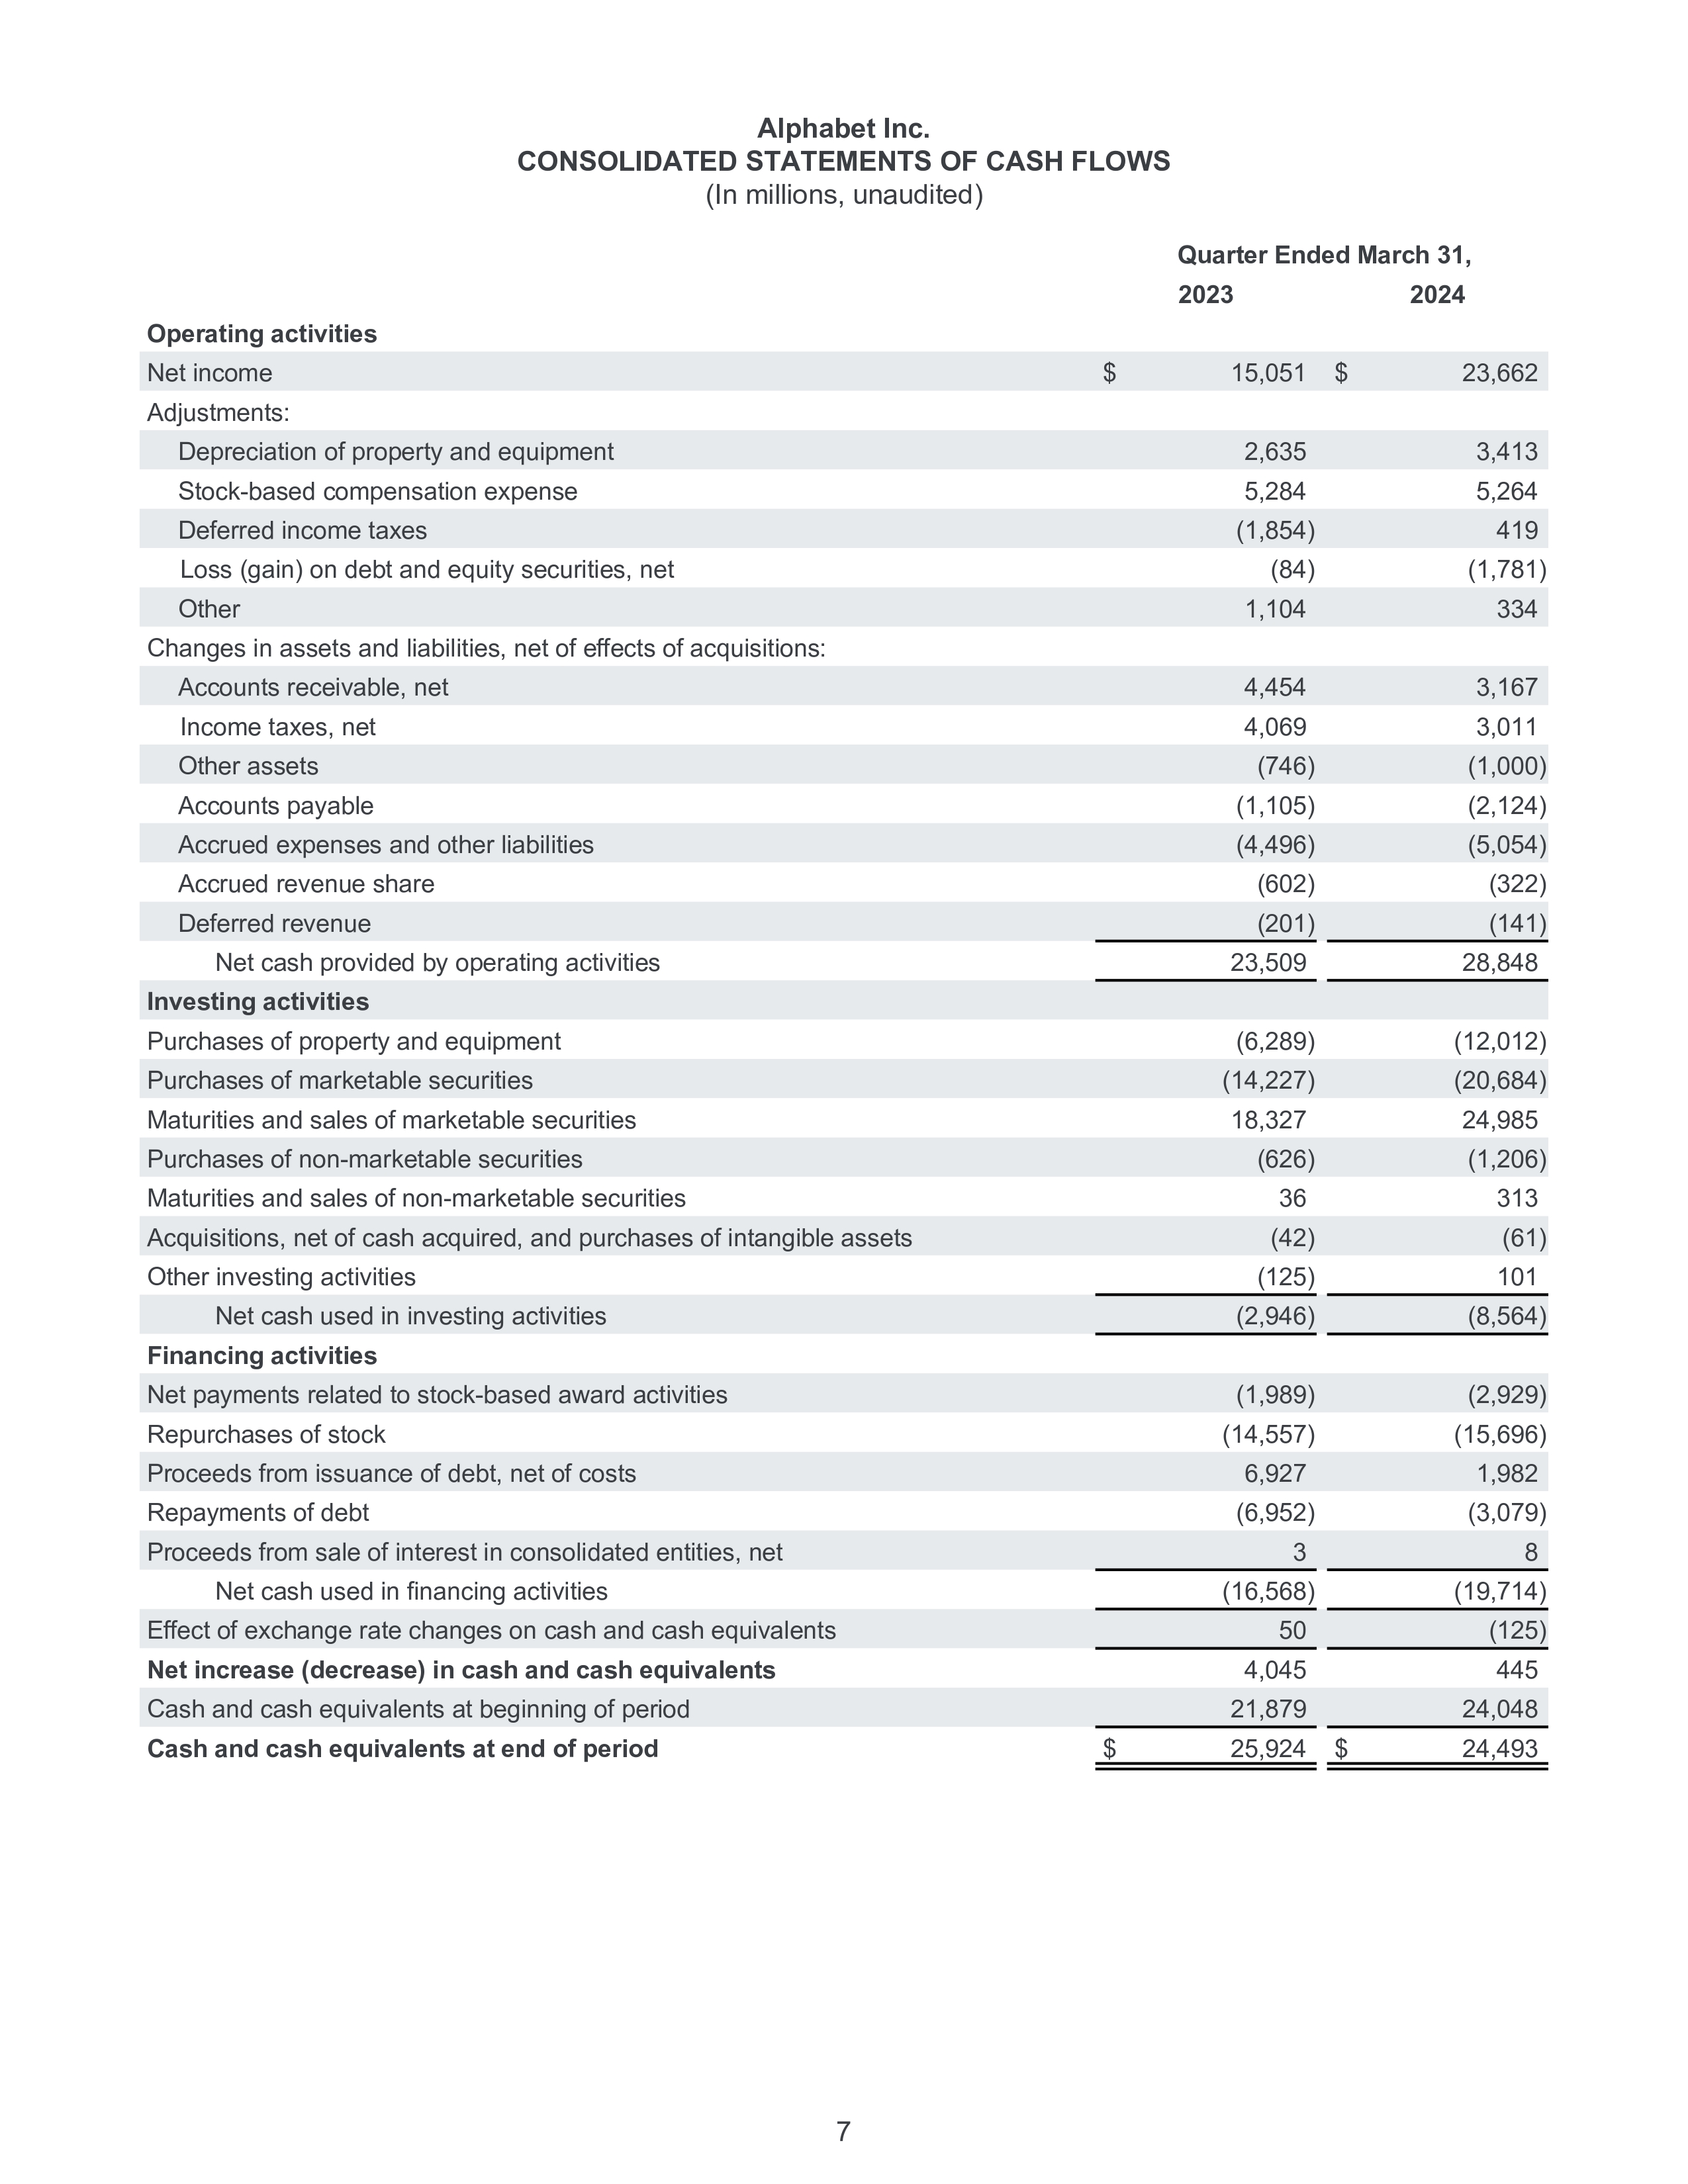 Alphabet Inc.
CONSOLIDATED STATEMENTS OF CASH FLOWS
(In millions, unaudited)
Quarter Ended March 31,
2023 2024
Operating activities
Net income $ 15,051 $ 23,662
Adjustments:
Depreciation of property and equipment 2,635 3,413
Stock-based compensation expense 5,284 5,264
Deferred income taxes (1,854) 419
Loss (gain) on debt and equity securities, net (84) (1,781)
Other 1,104 334
Changes in assets and liabilities, net of effects of acquisitions:
Accounts receivable, net 4,454 3,167
Income taxes, net 4,069 3,011
Other assets (746) (1,000)
Accounts payable (1,105) (2,124)
Accrued expenses and other liabilities (4,496) (5,054)
Accrued revenue share (602) (322)
Deferred revenue (201) (141)
Net cash provided by operating activities 23,509 28,848
Investing activities
Purchases of property and equipment (6,289) (12,012)
Purchases of marketable securities (14,227) (20,684)
Maturities and sales of marketable securities 18,327 24,985
Purchases of non-marketable securities (626) (1,206)
Maturities and sales of non-marketable securities 36 313
Acquisitions, net of cash acquired, and purchases of intangible assets (42) (61)
Other investing activities (125) 101
Net cash used in investing activities (2,946) (8,564)
Financing activities
Net payments related to stock-based award activities (1,989) (2,929)
Repurchases of stock (14,557) (15,696)
Proceeds from issuance of debt, net of costs 6,927 1,982
Repayments of debt (6,952) (3,079)
Proceeds from sale of interest in consolidated entities, net 3 8
Net cash used in financing activities (16,568) (19,714)
Effect of exchange rate changes on cash and cash equivalents 50 (125)
Net increase (decrease) in cash and cash equivalents 4,045 445
Cash and cash equivalents at beginning of period 21,879 24,048
Cash and cash equivalents at end of period $ 25,924 $ 24,493
7